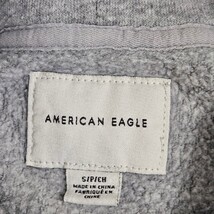 AMERICAN EAGLE
S/P/CH
MADE IN CHINA
FABRIQUÉ EN
CHINE